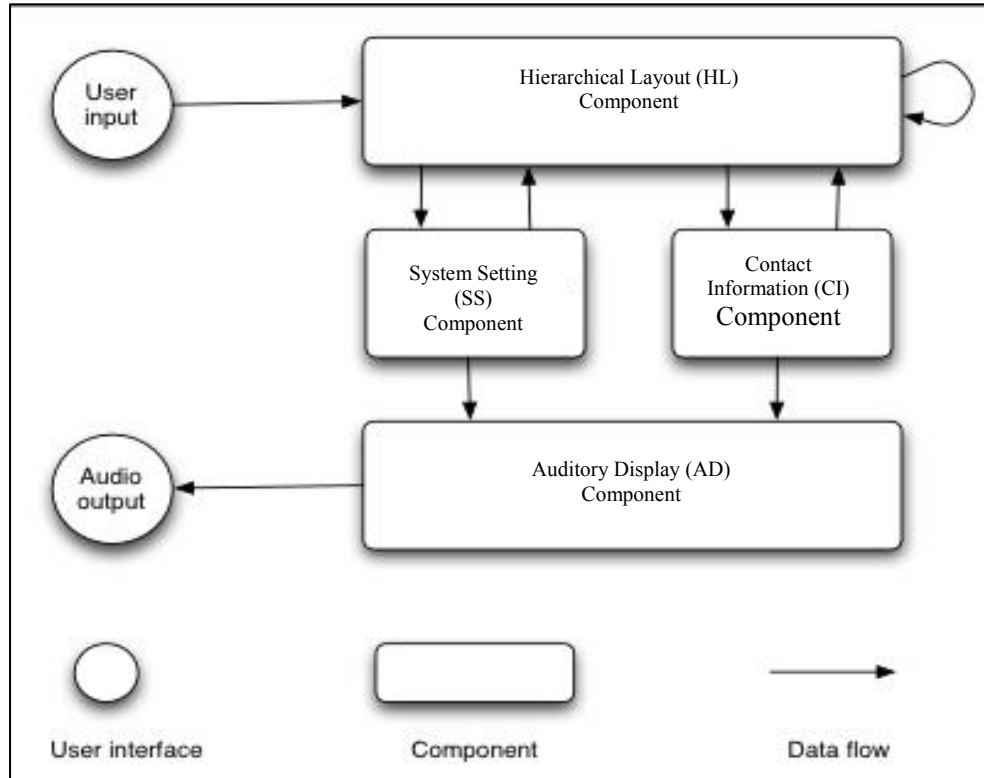 User
input
Hierarchical Layout (HL)
Component
System Setting
(SS)
Component
Contact
Information (CI)
Component
Audio
output
Auditory Display (AD)
Component
User interface
Component
Data flow